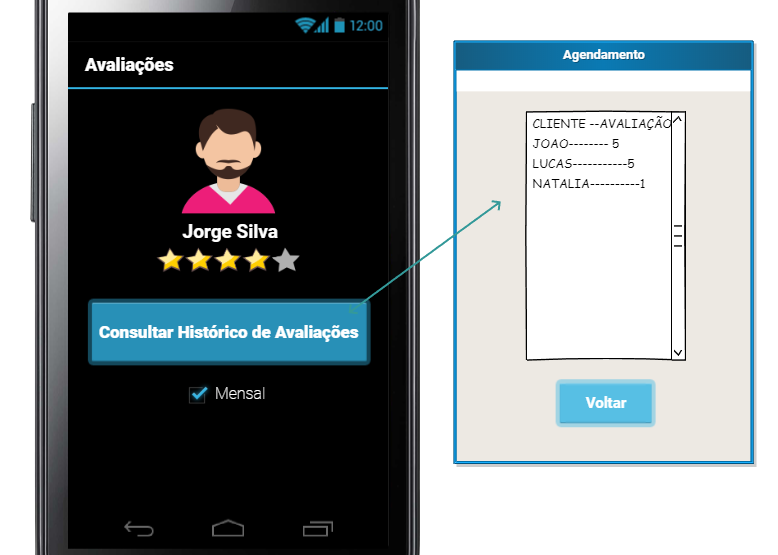 12:00
Avaliações
Jorge Silva
Consultar Histórico de Avaliações
Mensal
Agendamento
CLIENTE --AVALIAÇÃO
JOAO-------- 5
LUCAS-----------5
NATALIA----------1
Voltar